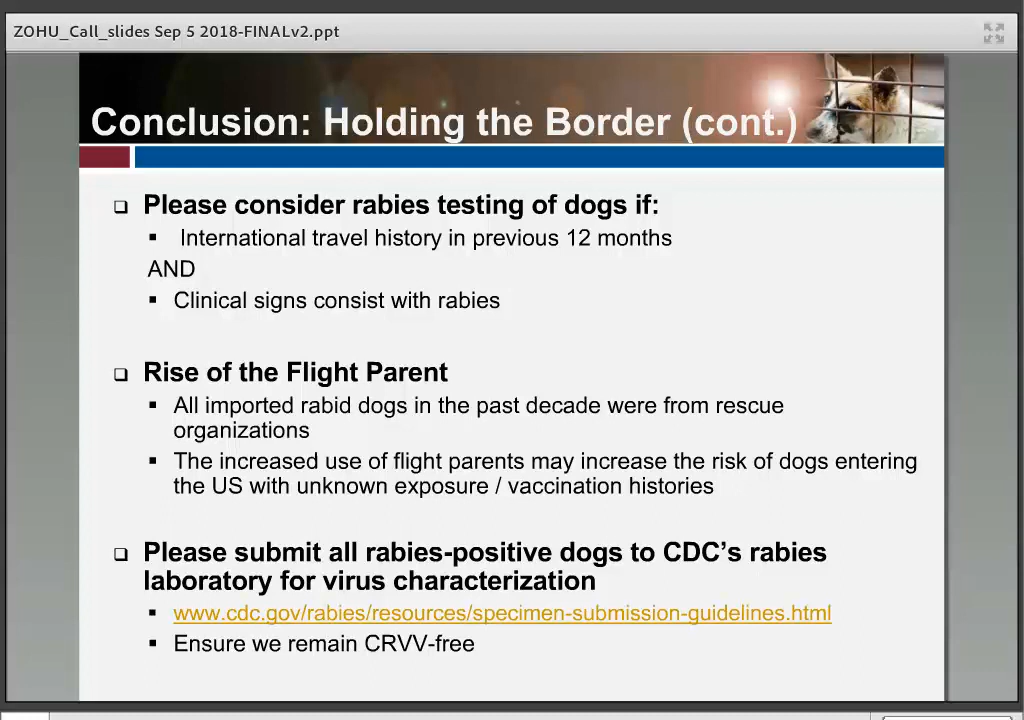 ZOHU_Call_slides Sep 5 2018-FINALv2.ppt
Conclusion: Holding the Border (cont.)
Please consider rabies testing of dogs if:
International travel history in previous 12 months
AND
Clinical signs consist with rabies
Rise of the Flight Parent
All imported rabid dogs in the past decade were from rescue
organizations
The increased use of flight parents may increase the risk of dogs entering
the US with unknown exposure / vaccination histories
Please submit all rabies-positive dogs to CDC’s rabies
laboratory for virus characterization
www.cdc.gov/rabies/resources/specimen-submission-guidelines.html
Ensure we remain CRVV-free